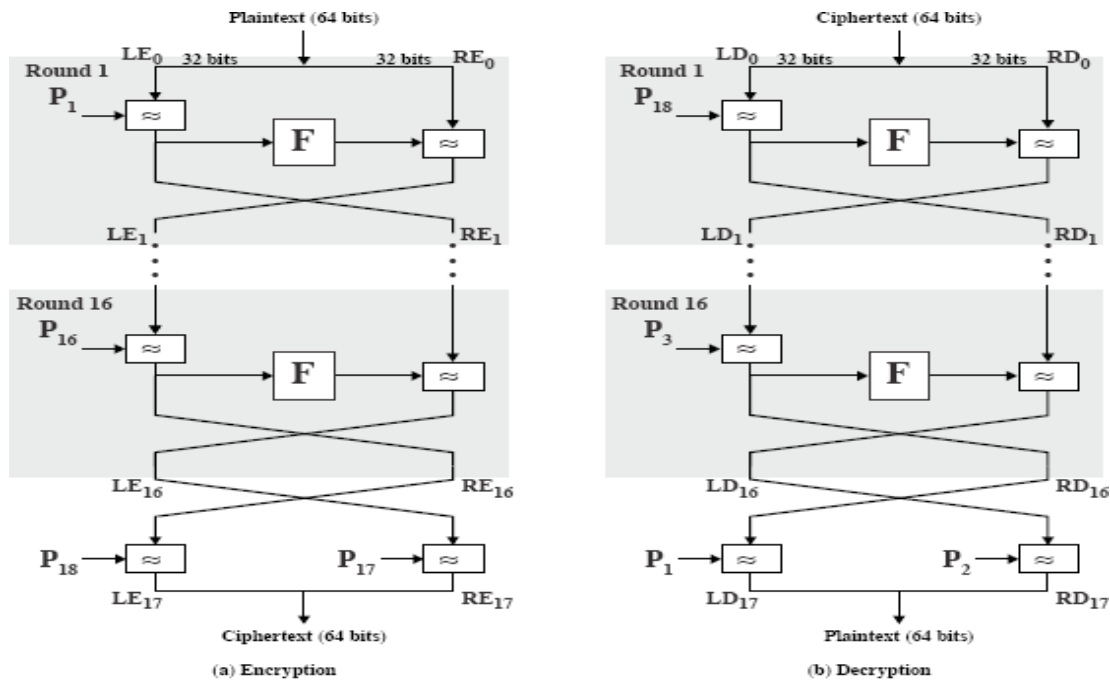 Plaintext (64 bits)
LE0 32 bits 32 bits RE0
Round 1
P1
≈
F
≈
LE1 RE1
Round 16
P16
≈
F
≈
LE16 RE16
P18 ≈ P17 ≈
LE17 RE17
Ciphertext (64 bits)
(a) Encryption
Ciphertext (64 bits)
LD0 32 bits 32 bits RD0
Round 1
P18
≈
F
≈
LD1 RD1
Round 16
P3
≈
F
≈
LD16 RD16
P1 ≈ P2 ≈
LD17 RD17
Plaintext (64 bits)
(b) Decryption